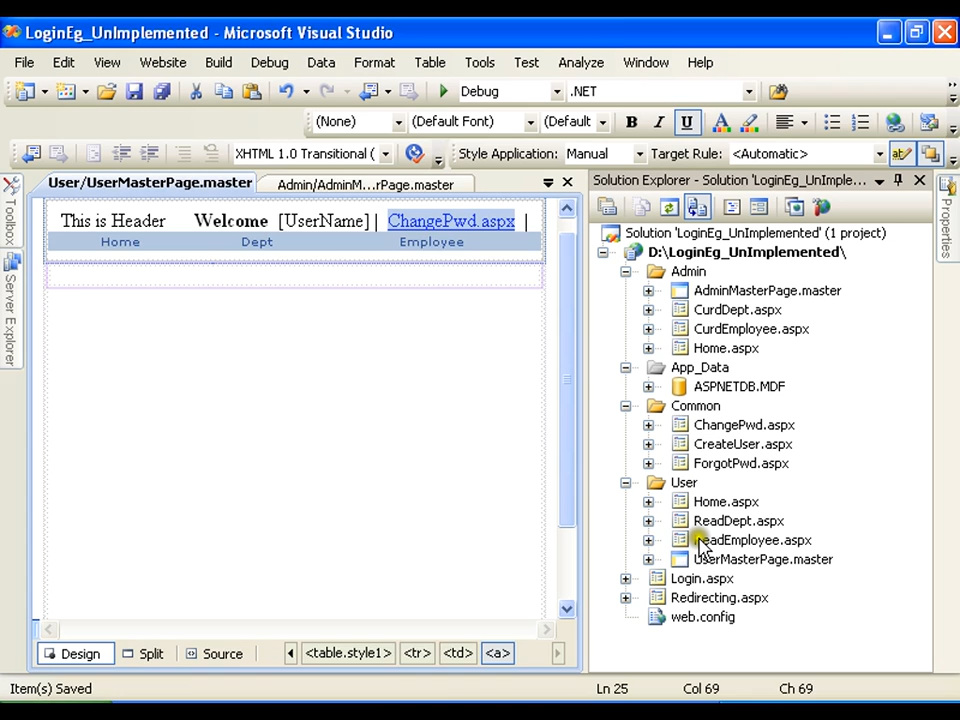 LoginEg_UnImplemented - Microsoft Visual Studio
File Edit View Website Build Debug Data Format Table Tools Test Analyze Window Help
Debug .NET
(None) (Default Font) (Default B I U A
XHTML 1.0 Transitional ( Style Application: Manual Target Rule: <Automatic>
Toolbox
Server Explorer
User/UserMasterPage.master Admin/AdminM...rPage.master
This is Header Welcome [UserName] | ChangePwd.aspx |
Home Dept Employee
Design Split Source <table.style1> <tr> <td> <a>
Solution Explorer - Solution 'LoginEg_UnImple...
Solution 'LoginEg_UnImplemented' (1 project)
D:\LoginEg_UnImplemented\
Admin
AdminMasterPage.master
CurdDept.aspx
CurdEmployee.aspx
Home.aspx
App_Data
ASPNETDB.MDF
Common
ChangePwd.aspx
CreateUser.aspx
ForgotPwd.aspx
User
Home.aspx
ReadDept.aspx
ReadEmployee.aspx
UserMasterPage.master
Login.aspx
Redirecting.aspx
web.config
Properties
Item(s) Saved Ln 25 Col 69 Ch 69